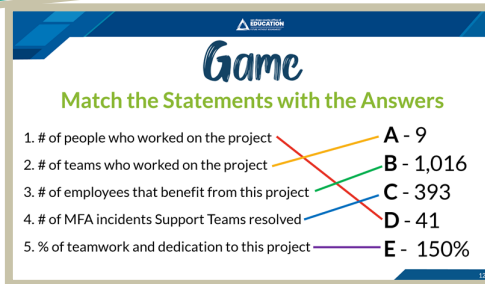 EDUCATION
Game
Match the Statements with the Answers
1. # of people who worked on the project
A - 9
2. # of teams who worked on the project
B - 1,016
3. # of employees that benefit from this project
C - 393
4. # of MFA incidents Support Teams resolved
D - 41
5. % of teamwork and dedication to this project
E - 150%
12